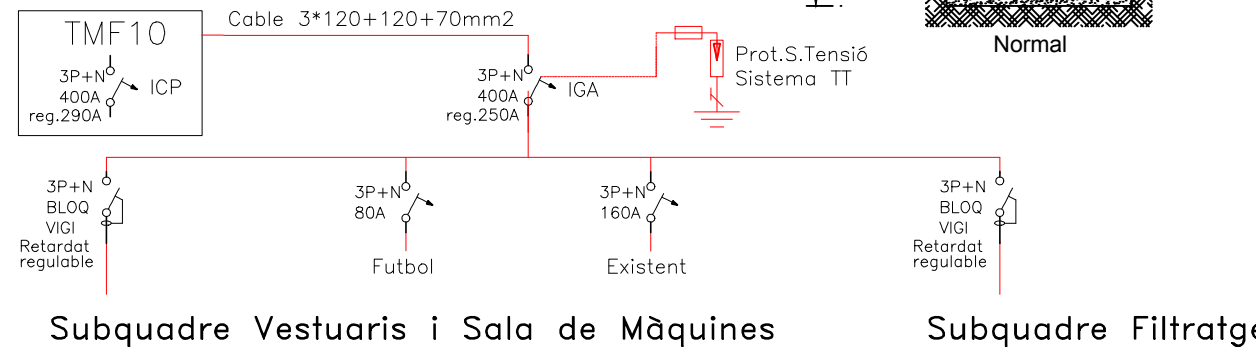 Cable 3*120+120+70mm2
TMF10
3P+N
400A
reg.290A
ICP
3P+N
400A
reg.250A
IGA
Prot.S.Tensió
Sistema TT
Normal
3P+N
BLOQ
VIGI
Retardat
regulable
3P+N
80A
Futbol
3P+N
160A
Existent
3P+N
BLOQ
VIGI
Retardat
regulable
Subquadre Vestuaris i Sala de Màquines
Subquadre Filtratge